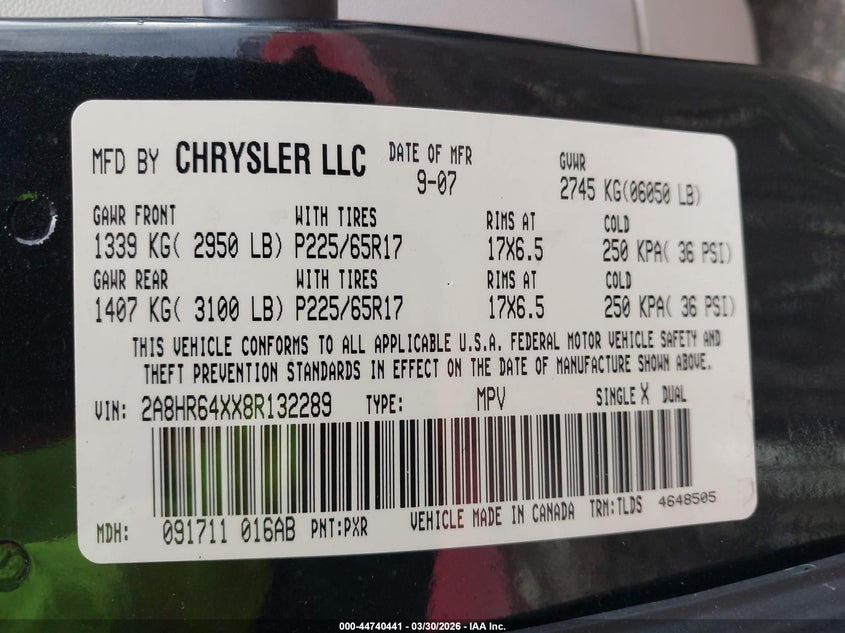 MFD BY CHRYSLER LLC DATE OF MFR GVWR
9-07 2745 KG(06050 LB)
GAWR FRONT WITH TIRES RIMS AT COLD
1339 KG( 2950 LB) P225/65R17 17X6.5 250 KPA( 36 PSI)
GAWR REAR WITH TIRES RIMS AT COLD
1407 KG( 3100 LB) P225/65R17 17X6.5 250 KPA( 36 PSI)
THIS VEHICLE CONFORMS TO ALL APPLICABLE U.S.A. FEDERAL MOTOR VEHICLE SAFETY AND
THEFT PREVENTION STANDARDS IN EFFECT ON THE DATE OF MANUFACTURE SHOWN ABOVE.
VIN: 2A8HR64XX8R132289 TYPE: MPV SINGLE X DUAL
MDH: 091711 016AB PNT:PXR VEHICLE MADE IN CANADA TRM:TLDS 4648505
000-44740441 - 03/30/2026 - IAA Inc.